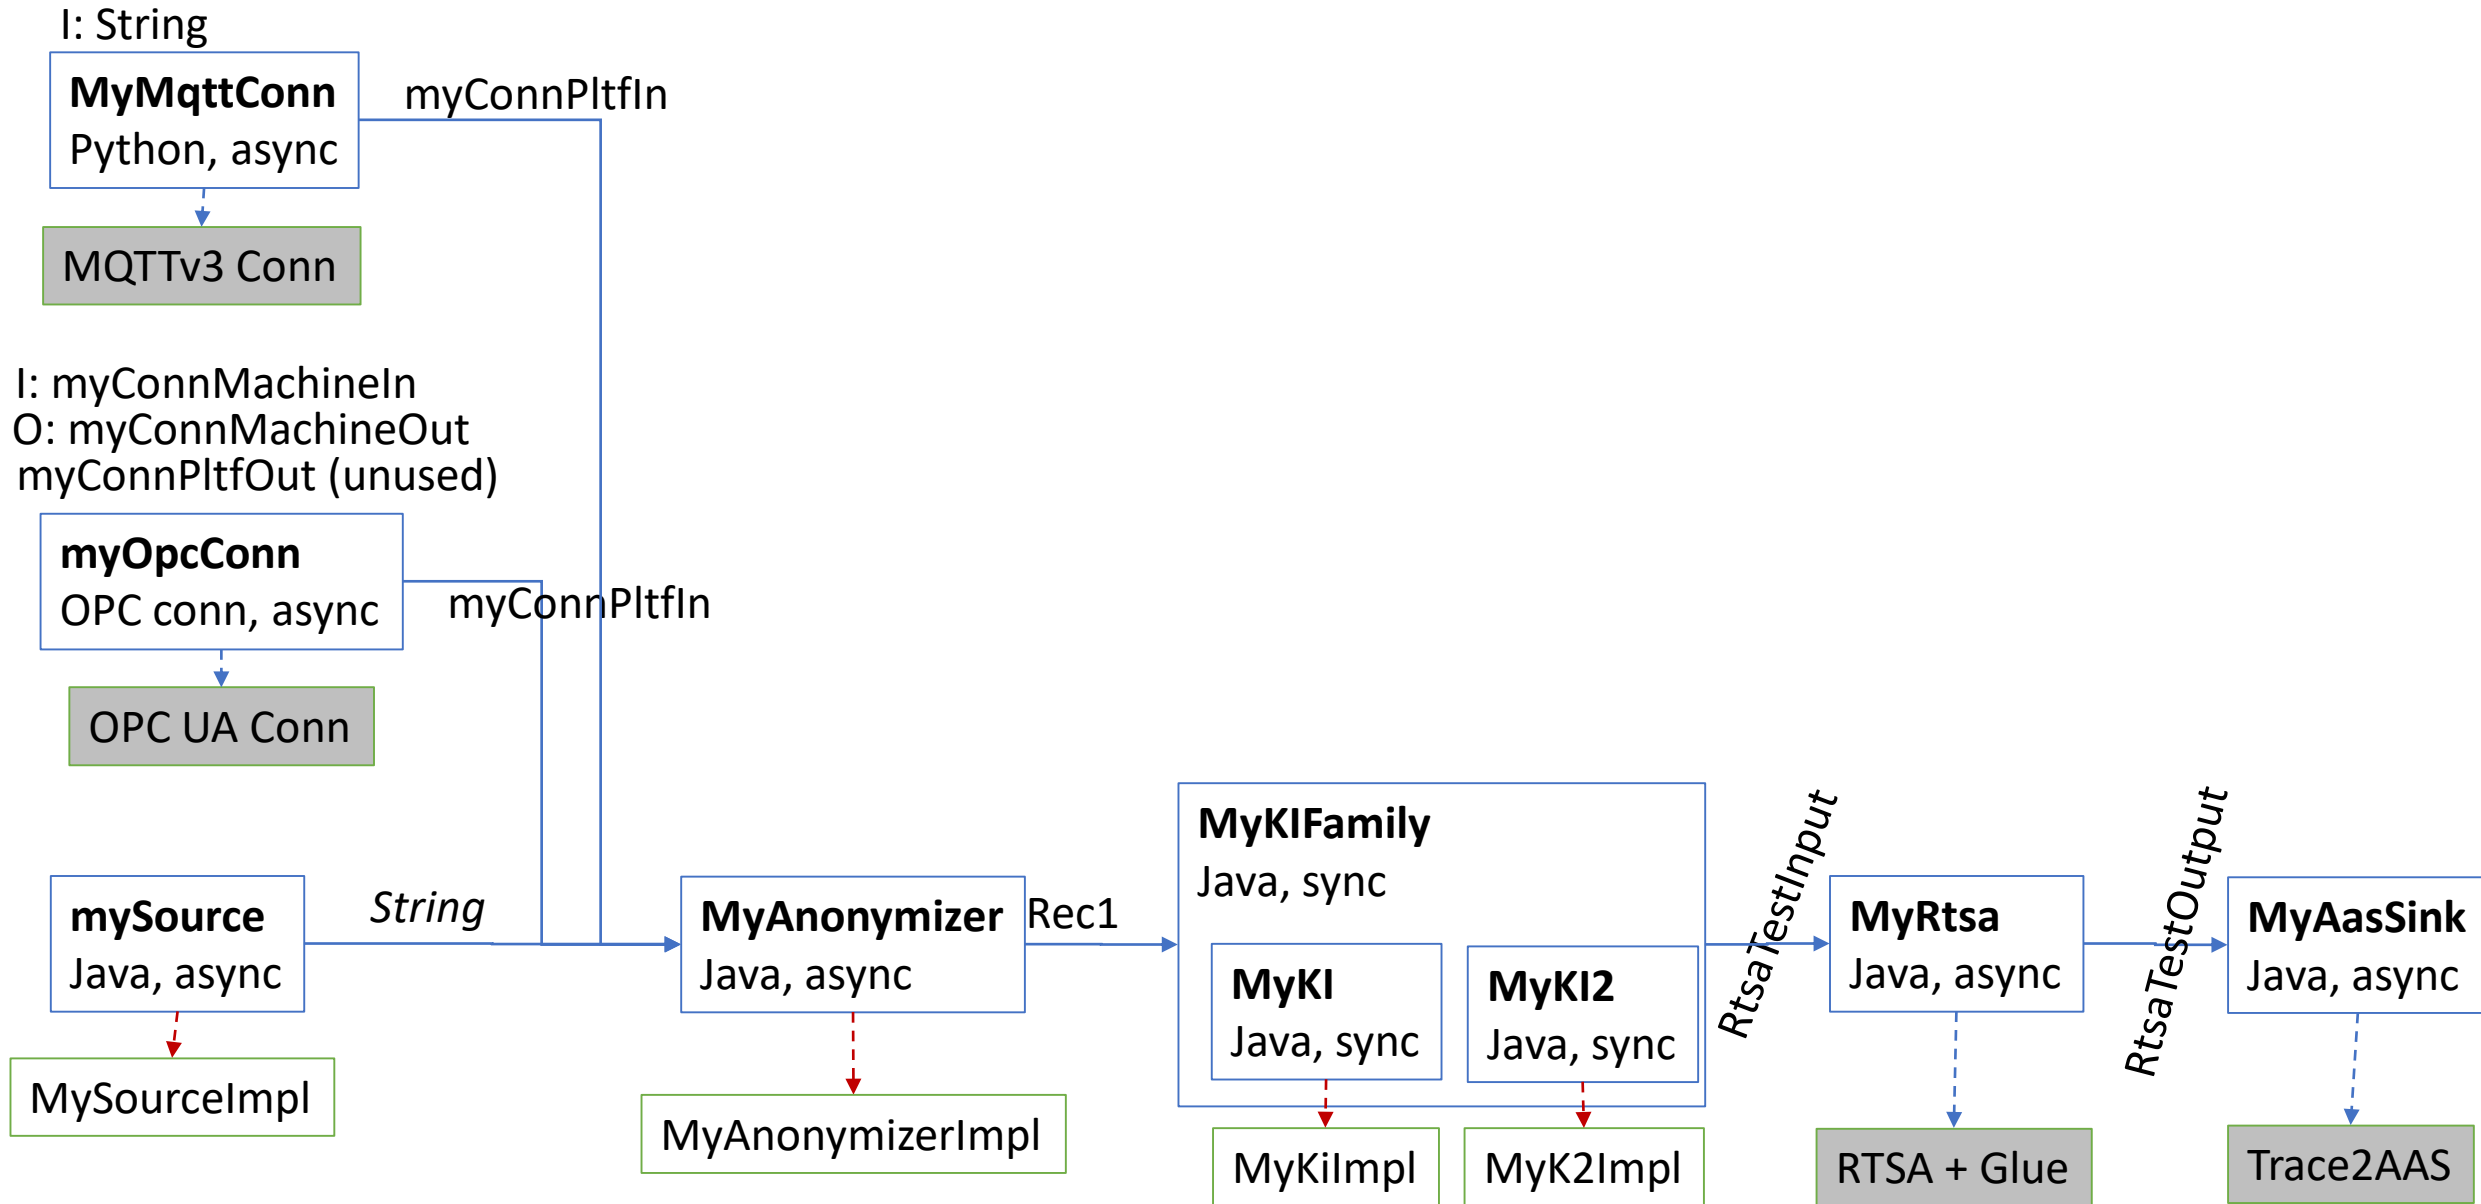 I: String
MyMqttConn
Python, async
myConnPltfIn
MQTTv3 Conn
I: myConnMachineIn
O: myConnMachineOut
myConnPltfOut (unused)
myOpcConn
OPC conn, async
myConnPltfIn
OPC UA Conn
mySource
Java, async
String
MySourceImpl
MyAnonymizer
Java, async
Rec1
MyAnonymizerImpl
MyKIFamily
Java, sync
MyKI
Java, sync
MyKI2
Java, sync
MyKiImpl
MyK2Impl
RtsaTestInput
MyRtsa
Java, async
RTSA + Glue
RtsaTestOutput
MyAasSink
Java, async
Trace2AAS